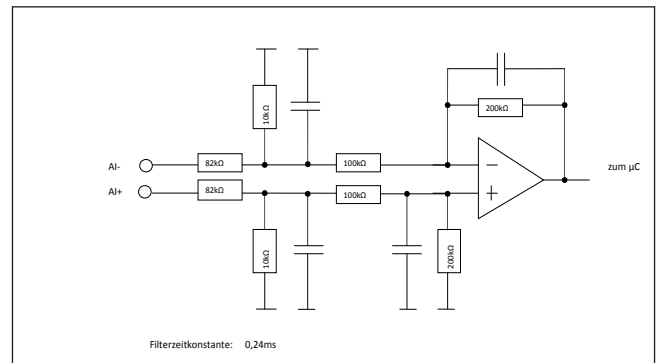 200kΩ
10kΩ
82kΩ
100kΩ
AI-
zum µC
AI+
82kΩ
100kΩ
10kΩ
200kΩ
Filterzeitkonstante: 0,24ms